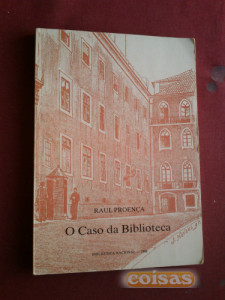 RAUL PROENÇA
O Caso da Biblioteca
coisas